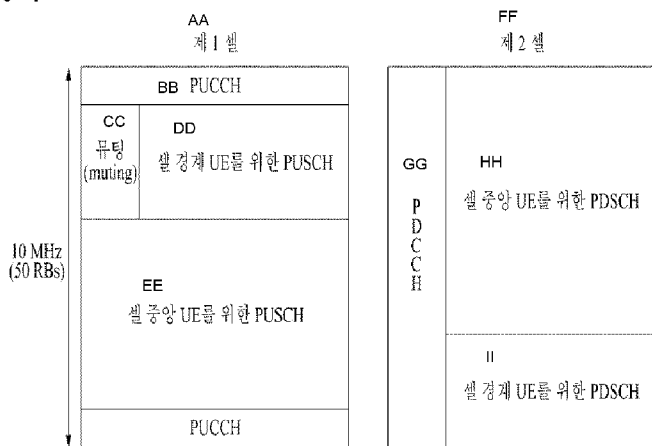 AA
제 1 셀
FF
제 2 셀
BB PUCCH
CC
뮤팅
(muting)
DD
셀 경계 UE를 위한 PUSCH
GG
P
D
C
C
H
HH
셀 중앙 UE를 위한 PDSCH
10 MHz
(50 RBs)
EE
셀 중앙 UE를 위한 PUSCH
II
셀 경계 UE를 위한 PDSCH
PUCCH